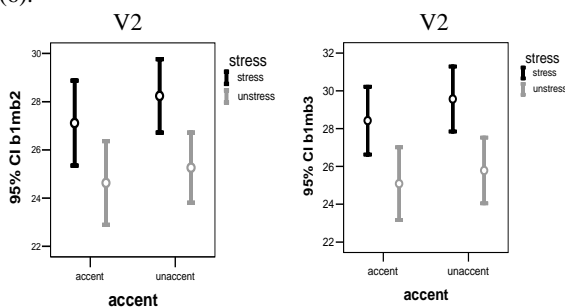 (6).
V2
30
28
26
24
22
95% CI b1mb2
accent
unaccent
accent
stress
stress
unstress
V2
32
30
28
26
24
22
95% CI b1mb3
accent
unaccent
accent
stress
stress
unstress